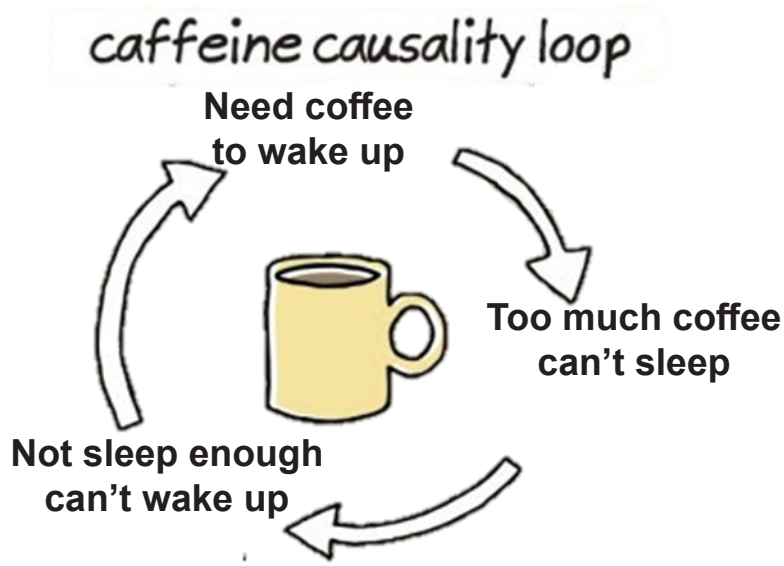 caffeine causality loop
Need coffee
to wake up
Too much coffee
can't sleep
Not sleep enough
can't wake up